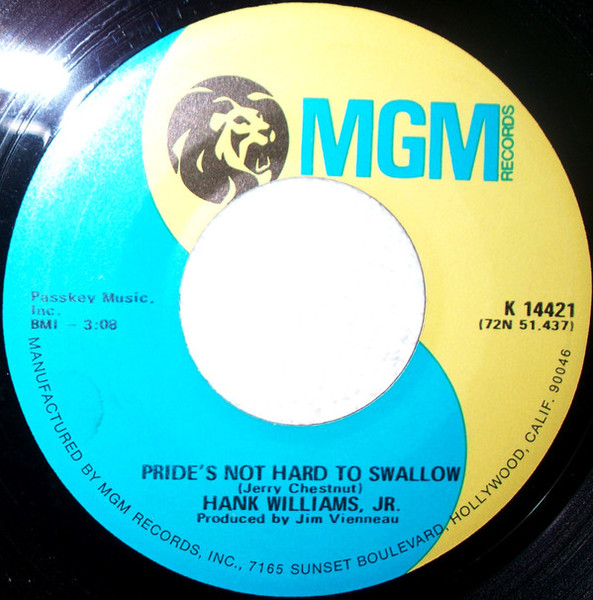 MGM
RECORDS
Passkey Music,
Inc.
BMI - 3:08
K 14421
(72N 51.437)
PRIDE'S NOT HARD TO SWALLOW
(Jerry Chestnut)
HANK WILLIAMS, JR.
Produced by Jim Vienneau
MANUFACTURED BY MGM RECORDS, INC., 7165 SUNSET BOULEVARD, HOLLYWOOD, CALIF. 90046